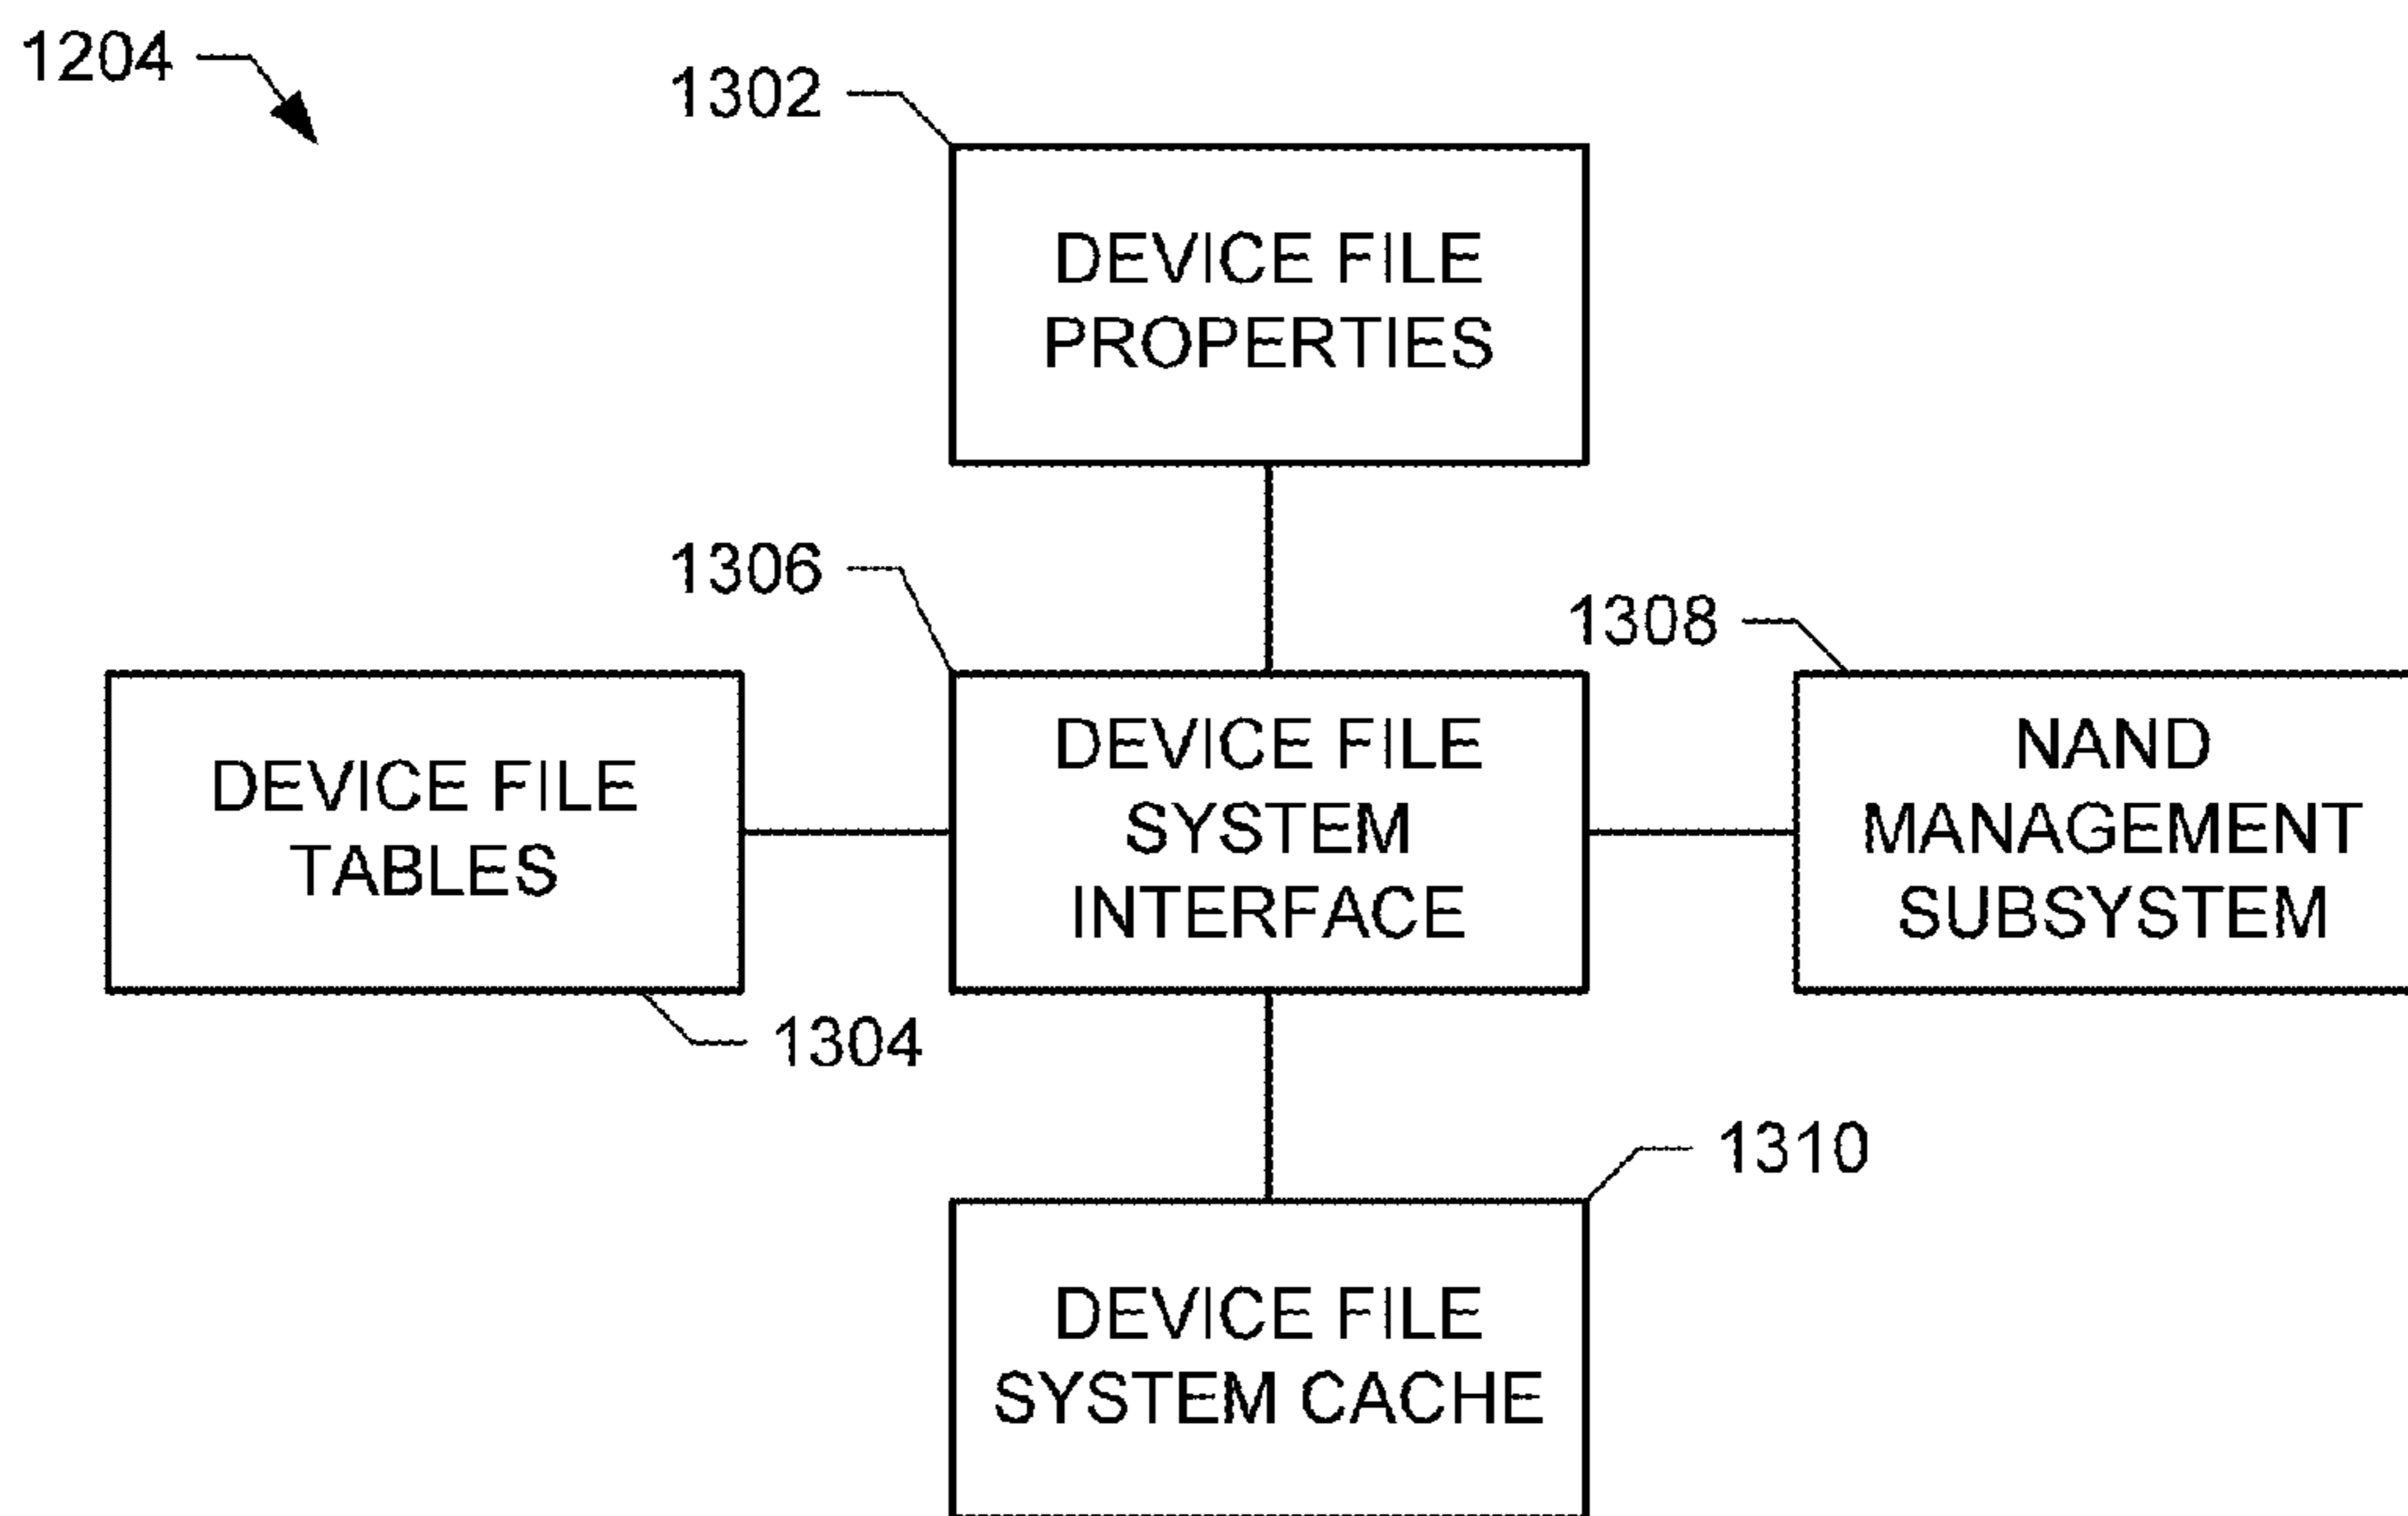 1204
1302
DEVICE FILE
PROPERTIES
1306
1308
DEVICE FILE
TABLES
DEVICE FILE
SYSTEM
INTERFACE
NAND
MANAGEMENT
SUBSYSTEM
1304
1310
DEVICE FILE
SYSTEM CACHE